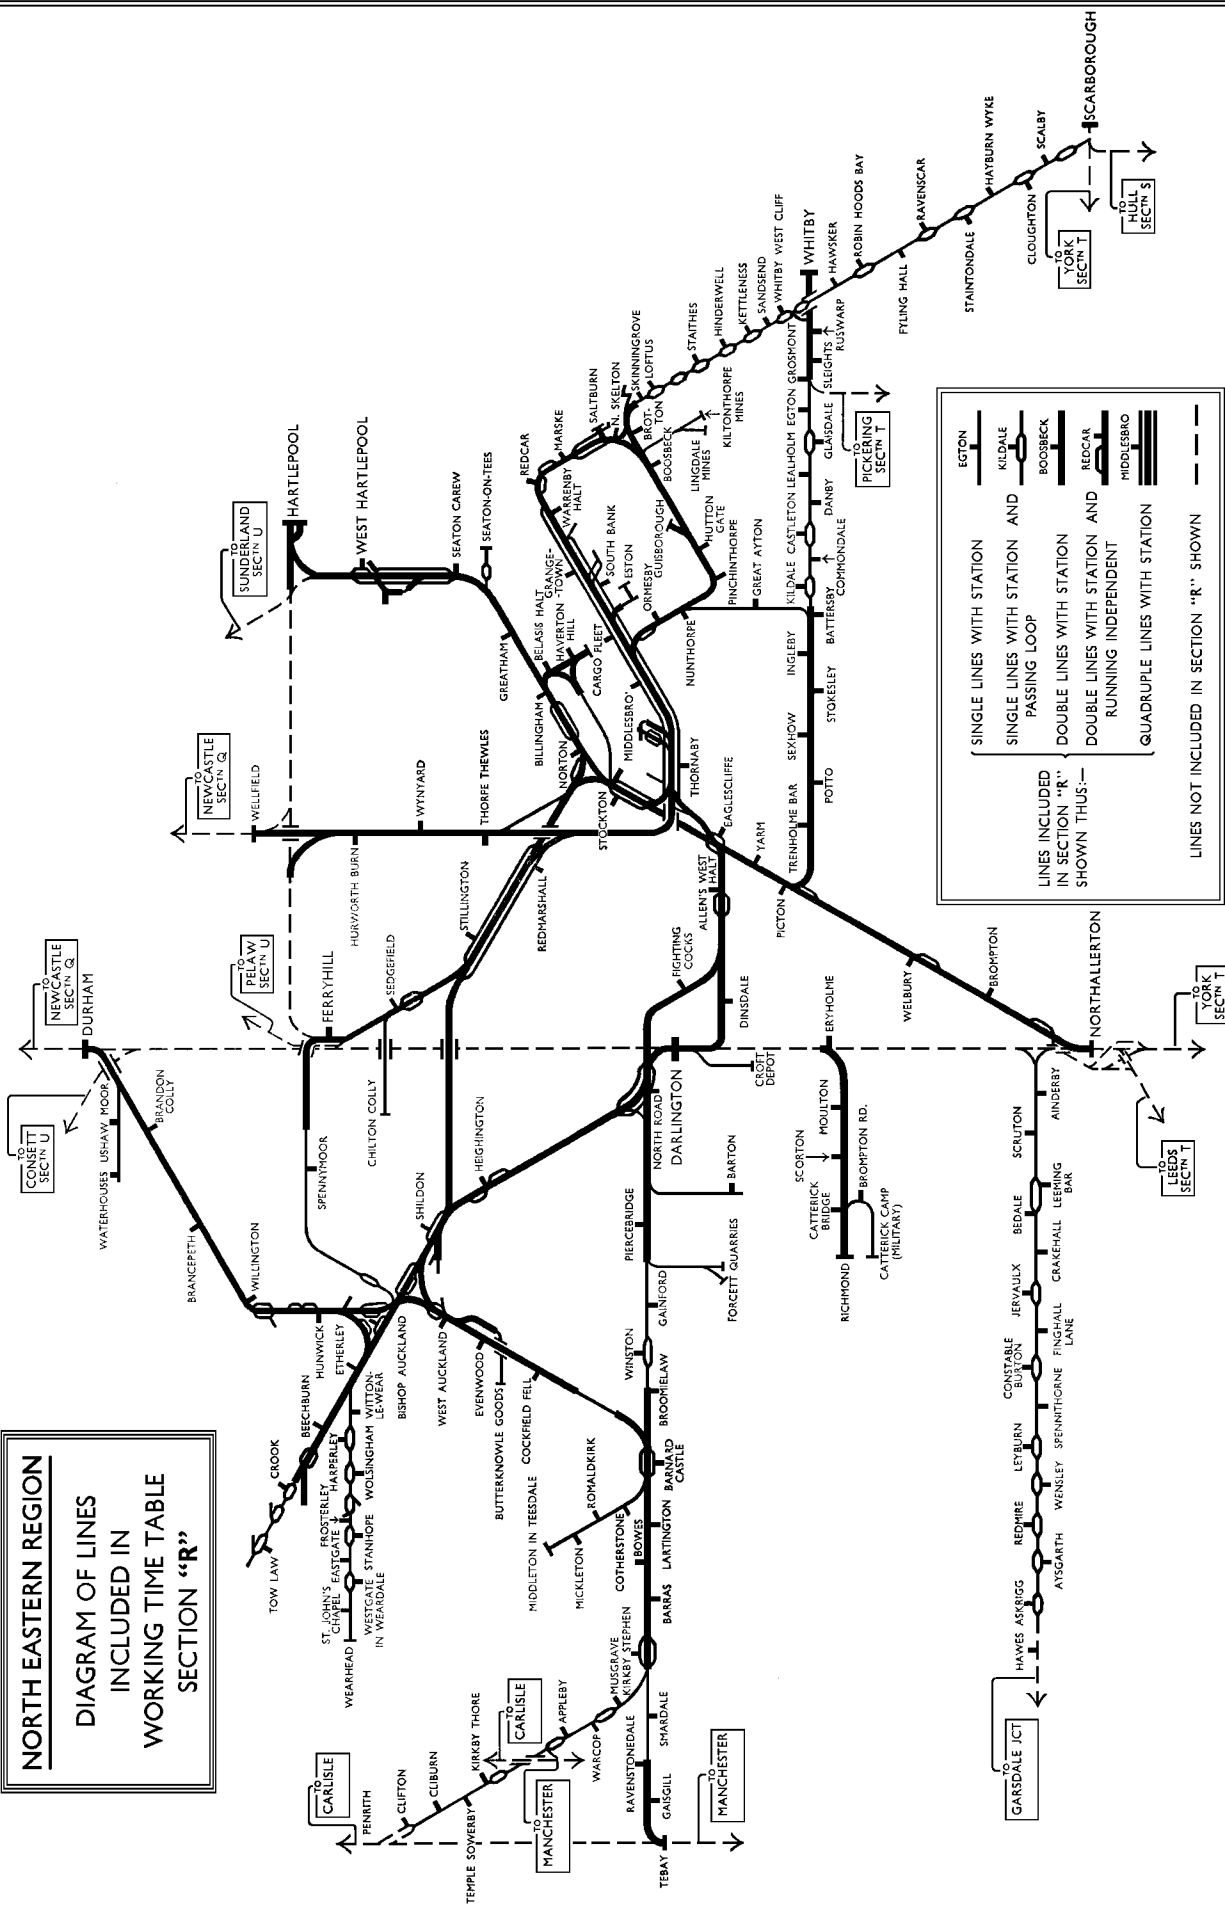 NORTH EASTERN REGION
DIAGRAM OF LINES
INCLUDED IN
WORKING TIME TABLE
SECTION “R”
TO
CARLISLE
PENRITH
CLIFTON
CLIBURN
TEMPLE SOWERBY
KIRKBY THORE
TO
CARLISLE
TO
MANCHESTER
APPLEBY
WARCOP
MUSGRAVE
KIRKBY STEPHEN
TEBAY
GAISGILL
RAVENSTONEDALE
SMARDALE
TO
MANCHESTER
BARRAS
BOWES
LARTINGTON
COTHERSTONE
ROMALDKIRK
MICKLETON
MIDDLETON IN TEESDALE
BARNARD
CASTLE
BROOMIELAW
WINSTON
GAINFORD
FORCETT QUARRIES
PIERCEBRIDGE
BARTON
NORTH ROAD
DARLINGTON
CROFT
DEPOT
TOW LAW
CROOK
BEECHBURN
WEARHEAD
ST. JOHN'S
CHAPEL
WESTGATE
IN WEARDALE
EASTGATE
STANHOPE
FROSTERLEY
WOLSINGHAM
HARPERLEY
WITTON-
LE-WEAR
ETHERLEY
HUNWICK
WILLINGTON
BRANCEPETH
BRANDON
COLLY
WATERHOUSES
USHAW MOOR
TO
CONSETT
SECTN U
DURHAM
TO
NEWCASTLE
SECTN Q
BISHOP AUCKLAND
WEST AUCKLAND
EVENWOOD
BUTTERKNOWLE GOODS
COCKFIELD FELL
SHILDON
HEIGHINGTON
SPENNYMOOR
CHILTON COLLY
FERRYHILL
TO
PELAW
SECTN U
SEDGEFIELD
STILLINGTON
REDMARSHALL
FIGHTING
COCKS
DINSDALE
ALLEN'S WEST
HALT
EAGLESCLIFFE
YARM
PICTON
WELBURY
BROMPTON
NORTHALLERTON
TO
YORK
SECTN T
TO
LEEDS
SECTN T
ERYHOLME
MOULTON
SCORTON
CATTERICK
BRIDGE
BROMPTON RD.
RICHMOND
CATTERICK CAMP
(MILITARY)
AINDERBY
SCRUTON
LEEMING
BAR
BEDALE
CRAKEHALL
JERVAULX
FINGHALL
LANE
CONSTABLE
BURTON
SPENNITHORNE
LEYBURN
WENSLEY
REDMIRE
AYSGARTH
ASKRIGG
HAWES
TO
GARSDALE JCT
TO
NEWCASTLE
SECTN Q
WELLFIELD
HURWORTH BURN
WYNYARD
THORPE THEWLES
STOCKTON
NORTON
BILLINGHAM
BELASIS HALT
HAVERTON
HILL
GREATHAM
SEATON-ON-TEES
SEATON CAREW
WEST HARTLEPOOL
HARTLEPOOL
TO
SUNDERLAND
SECTN U
THORNABY
MIDDLESBRO'
CARGO FLEET
GRANGE-
TOWN
SOUTH BANK
ESTON
WARRENBY
HALT
REDCAR
MARSKE
SALTBURN
N. SKELTON
BROT-
TON
SKINNINGROVE
LOFTUS
BOOSBECK
LINGDALE
MINES
KILTONTHORPE
MINES
ORMESBY
GUISBOROUGH
HUTTON
GATE
PINCHINTHORPE
NUNTHORPE
GREAT AYTON
TRENHOLME BAR
POTTO
SEXHOW
STOKESLEY
INGLEBY
BATTERSBY
KILDALE
COMMONDALE
CASTLETON
DANBY
LEALHOLM
GLAISDALE
EGTON
GROSMONT
TO
PICKERING
SECTN T
SLEIGHTS
RUSWARP
WHITBY
STAITHES
HINDERWELL
KETTLENESS
SANDSEND
WHITBY WEST CLIFF
HAWSKER
ROBIN HOODS BAY
FYLING HALL
RAVENSCAR
STAINTONDALE
HAYBURN WYKE
CLOUGHTON
SCALBY
SCARBOROUGH
TO
YORK
SECTN T
TO
HULL
SECTN S
LINES INCLUDED
IN SECTION “R”
SHOWN THUS:—
SINGLE LINES WITH STATION
EGTON
SINGLE LINES WITH STATION AND
PASSING LOOP
KILDALE
DOUBLE LINES WITH STATION
BOOSBECK
DOUBLE LINES WITH STATION AND
RUNNING INDEPENDENT
REDCAR
QUADRUPLE LINES WITH STATION
MIDDLESBRO
LINES NOT INCLUDED IN SECTION “R” SHOWN